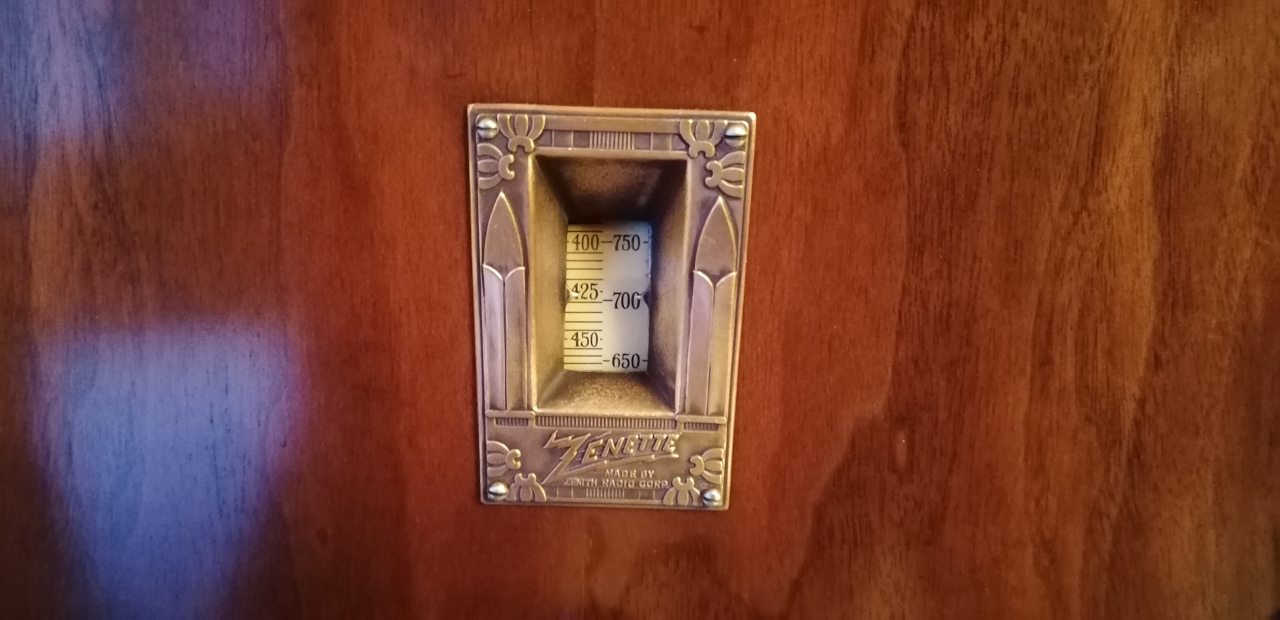 400 750
425 700
450 650
ZENETTE
MADE BY
ZENITH RADIO CORP